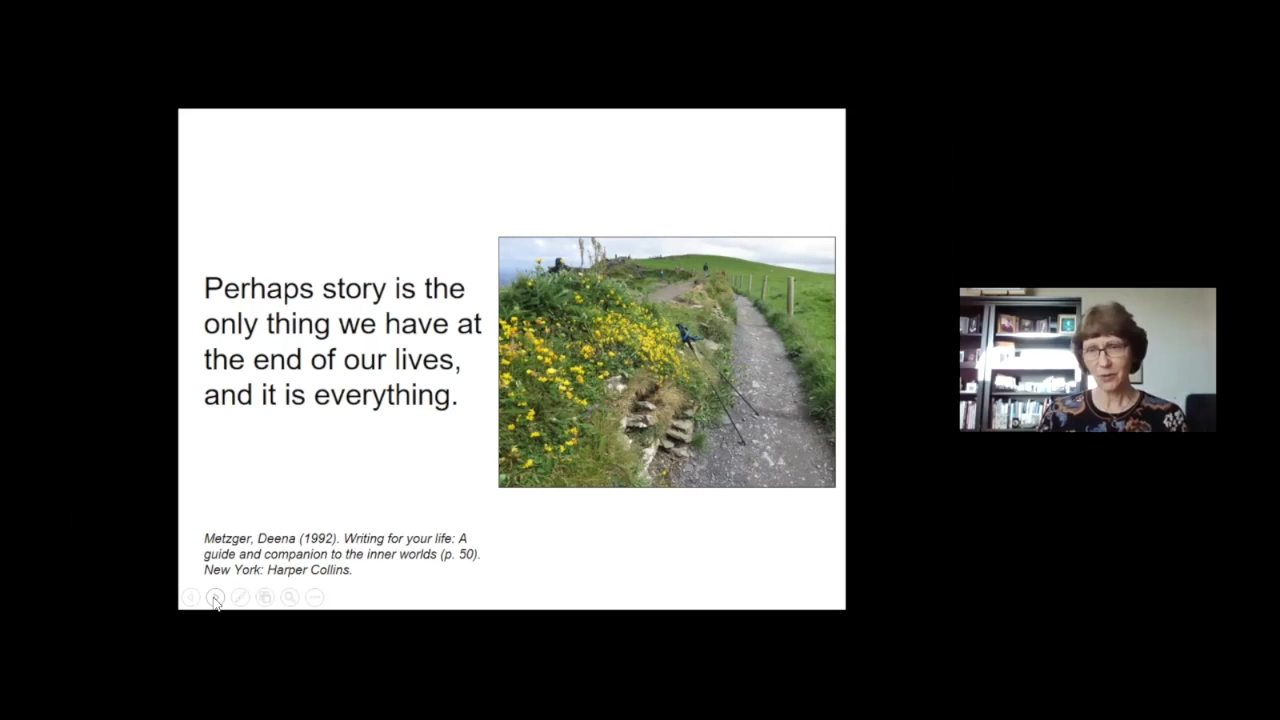 Perhaps story is the
only thing we have at
the end of our lives,
and it is everything.
Metzger, Deena (1992). Writing for your life: A
guide and companion to the inner worlds (p. 50).
New York: Harper Collins.